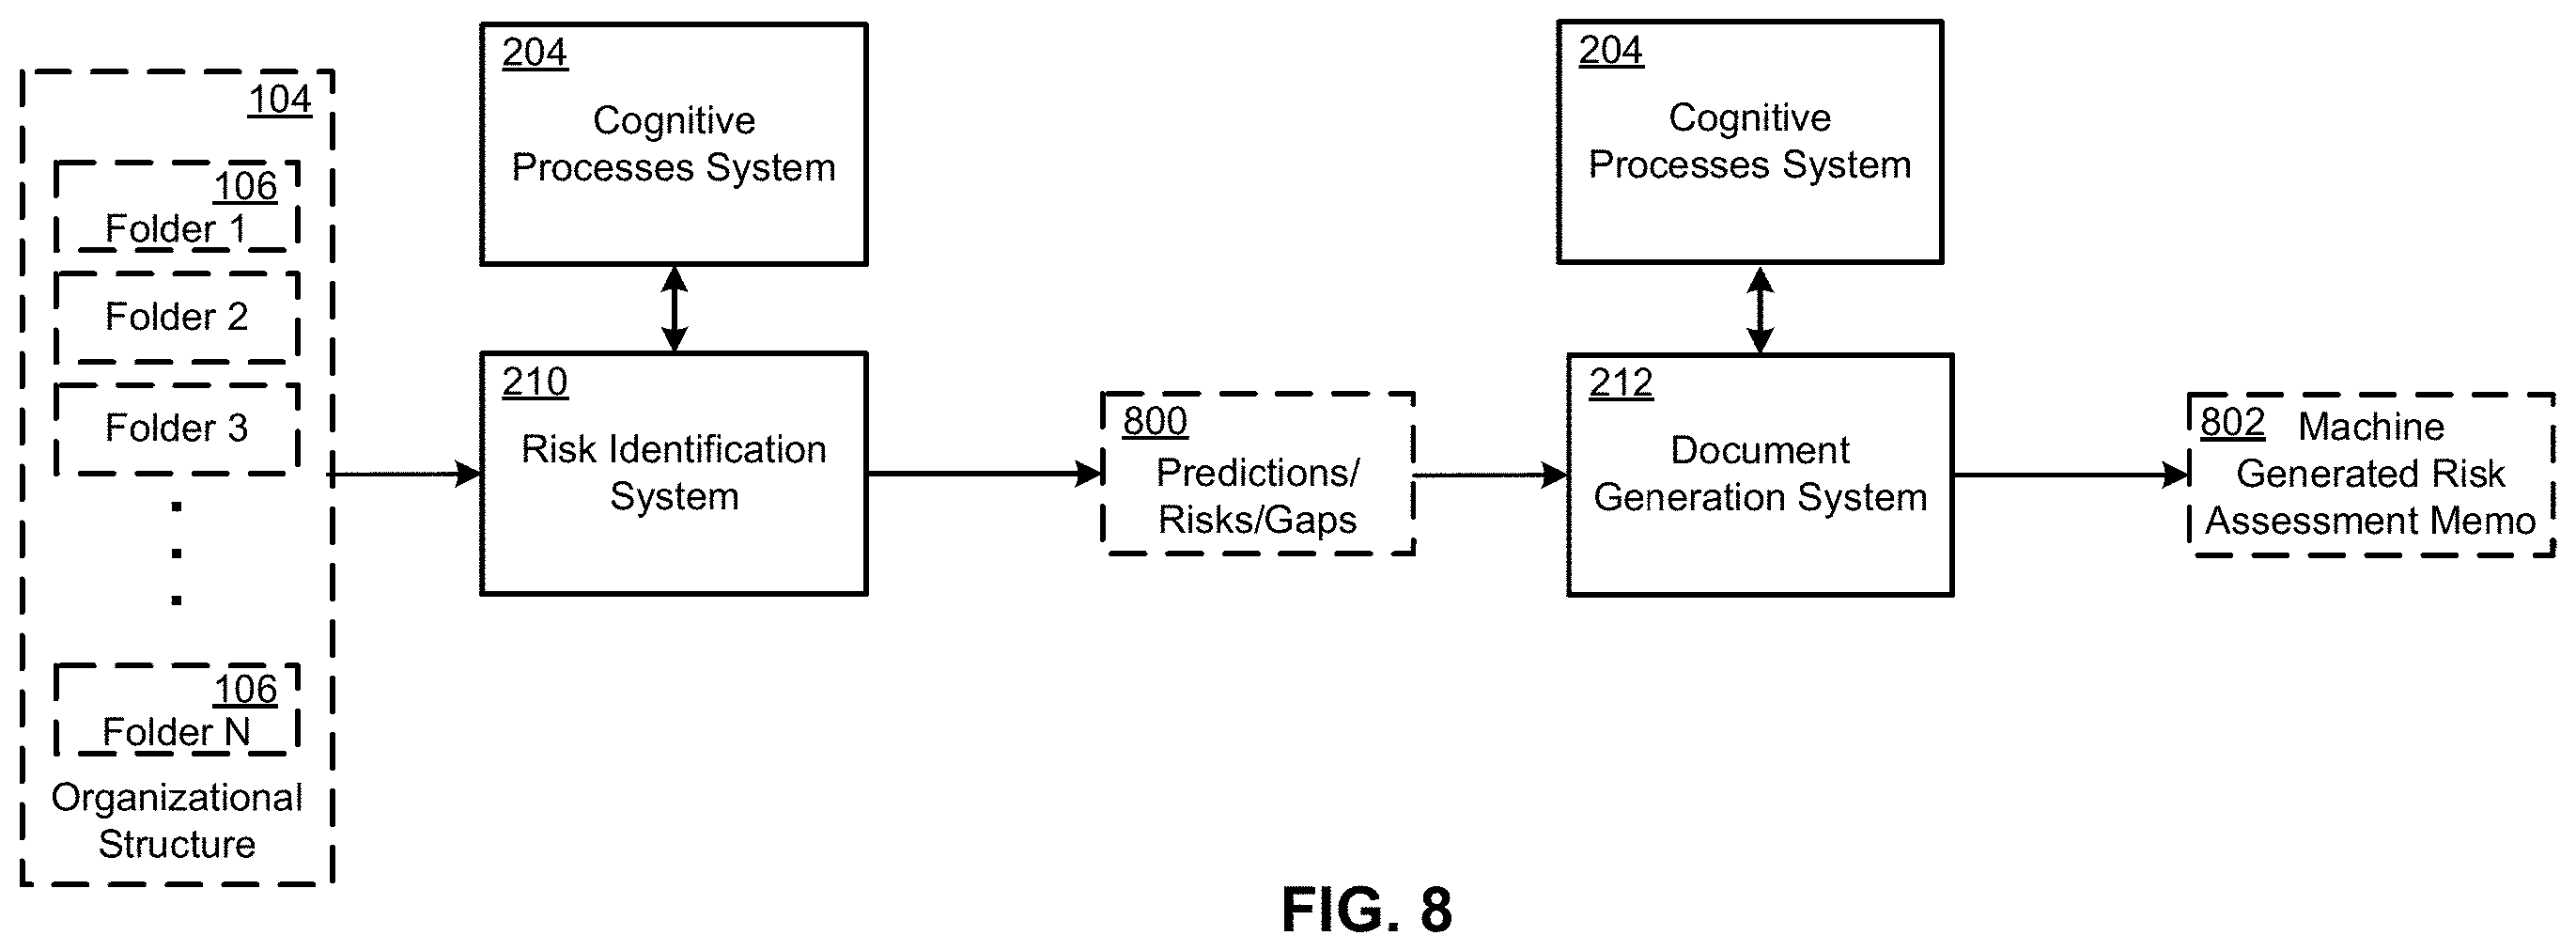 104
106
Folder 1
Folder 2
Folder 3
106
Folder N
Organizational
Structure
204
Cognitive
Processes System
210
Risk Identification
System
800
Predictions/
Risks/Gaps
204
Cognitive
Processes System
212
Document
Generation System
802 Machine
Generated Risk
Assessment Memo
FIG. 8